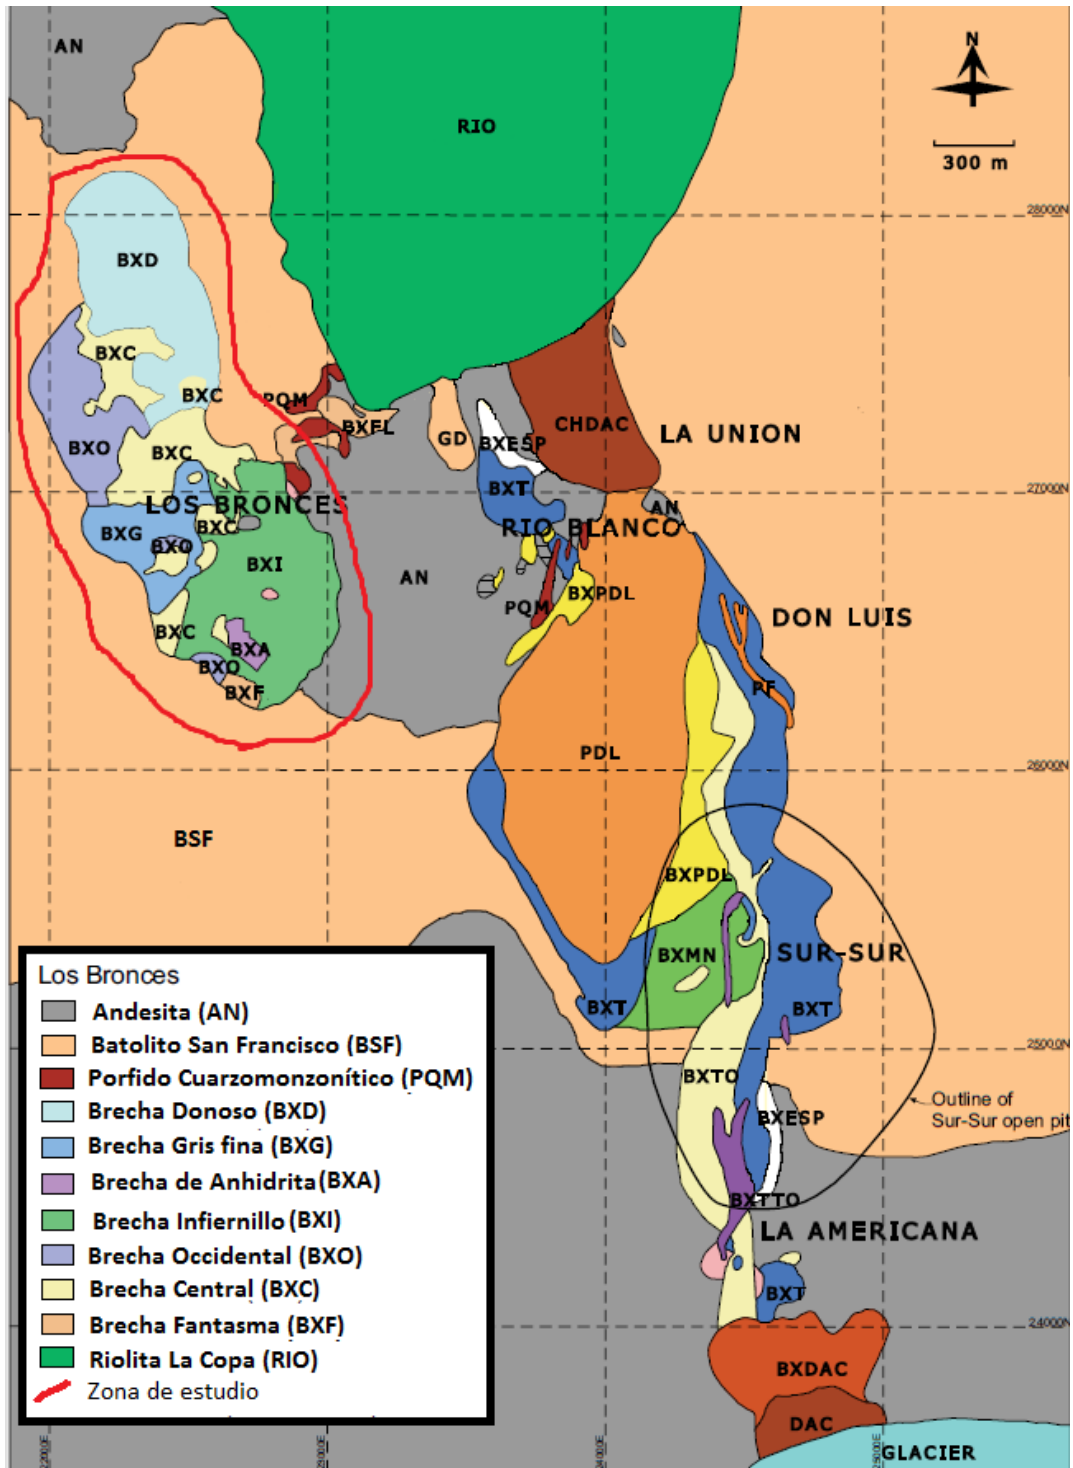 AN
RIO
N
300 m
28000N
BXD
BXC
BXC
PQM
BXFL
GD
BXESP
CHDAC
LA UNION
BXO
BXC
BXT
27000N
LOS BRONCES
AN
RIO BLANCO
BXG
BXC
BXO
BXI
AN
PQM
BXPDL
DON LUIS
BXC
BXA
BXO
BXF
PF
PDL
26000N
BSF
BXPDL
BXMN
SUR-SUR
BXT
BXT
25000N
BXTO
BXESP
Outline of
Sur-Sur open pit
BXTTO
LA AMERICANA
BXT
24000N
BXDAC
DAC
GLACIER
Los Bronces
Andesita (AN)
Batolito San Francisco (BSF)
Porfido Cuarzomonzonítico (PQM)
Brecha Donoso (BXD)
Brecha Gris fina (BXG)
Brecha de Anhidrita (BXA)
Brecha Infiernillo (BXI)
Brecha Occidental (BXO)
Brecha Central (BXC)
Brecha Fantasma (BXF)
Riolita La Copa (RIO)
Zona de estudio
22000E
23000E
24000E
25000E